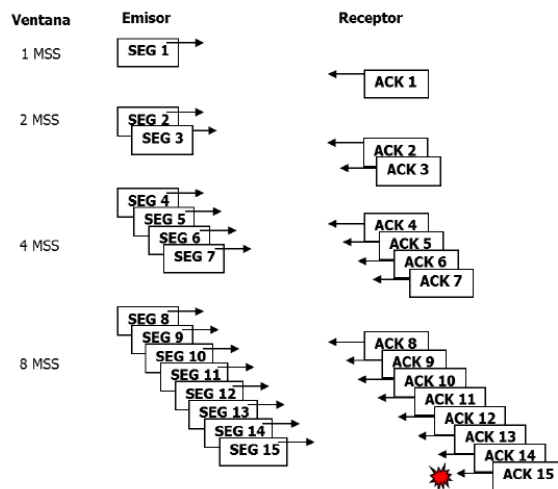 Ventana Emisor Receptor
1 MSS
SEG 1
ACK 1
2 MSS
SEG 2
SEG 3
ACK 2
ACK 3
4 MSS
SEG 4
SEG 5
SEG 6
SEG 7
ACK 4
ACK 5
ACK 6
ACK 7
8 MSS
SEG 8
SEG 9
SEG 10
SEG 11
SEG 12
SEG 13
SEG 14
SEG 15
ACK 8
ACK 9
ACK 10
ACK 11
ACK 12
ACK 13
ACK 14
ACK 15